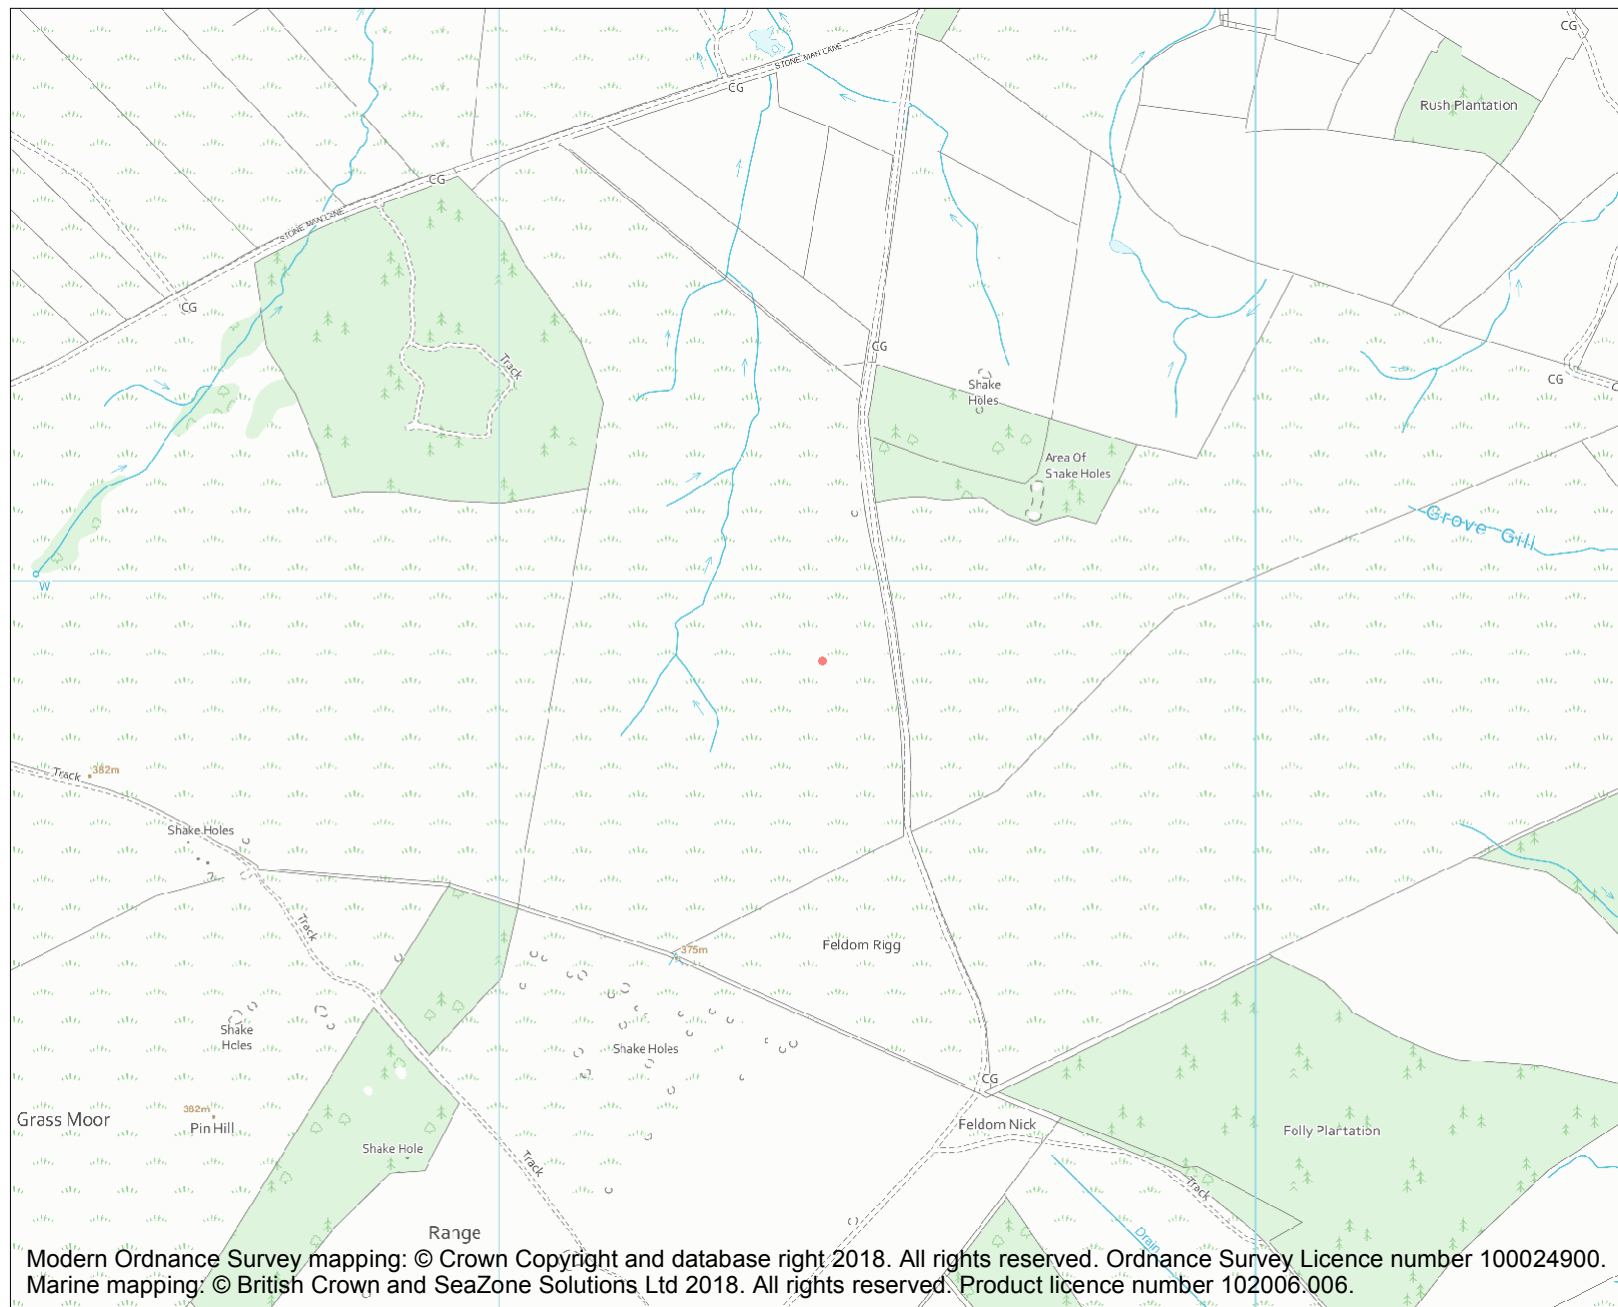 CG
STONE MAN LANE
CG
Rush Plantation
CG
STONE MAN LANE
CG
CG
Track
Shake
Holes
CG
Area Of
Shake Holes
Grove Gill
W
Track
382m
Shake Holes
Track
375m
Feldom Rigg
Shake
Holes
Shake Holes
CG
Grass Moor
382m
Pin Hill
Feldom Nick
Folly Plantation
Shake Hole
Track
Track
Range
Drain
Modern Ordnance Survey mapping: © Crown Copyright and database right 2018. All rights reserved. Ordnance Survey Licence number 100024900.
Marine mapping: © British Crown and SeaZone Solutions Ltd 2018. All rights reserved. Product licence number 102006.006.